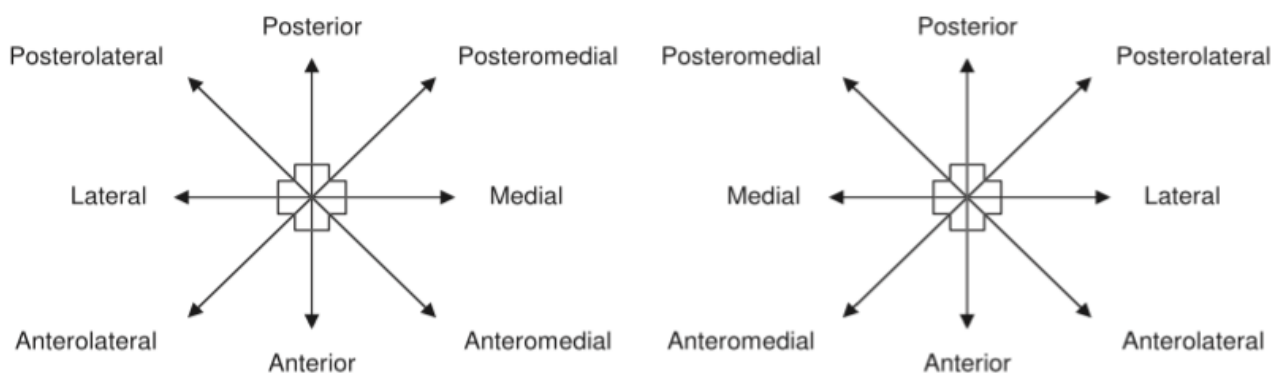 Posterior
Posterolateral
Posteromedial
Lateral
Medial
Anterolateral
Anteromedial
Anterior
Posterior
Posteromedial
Posterolateral
Medial
Lateral
Anteromedial
Anterolateral
Anterior